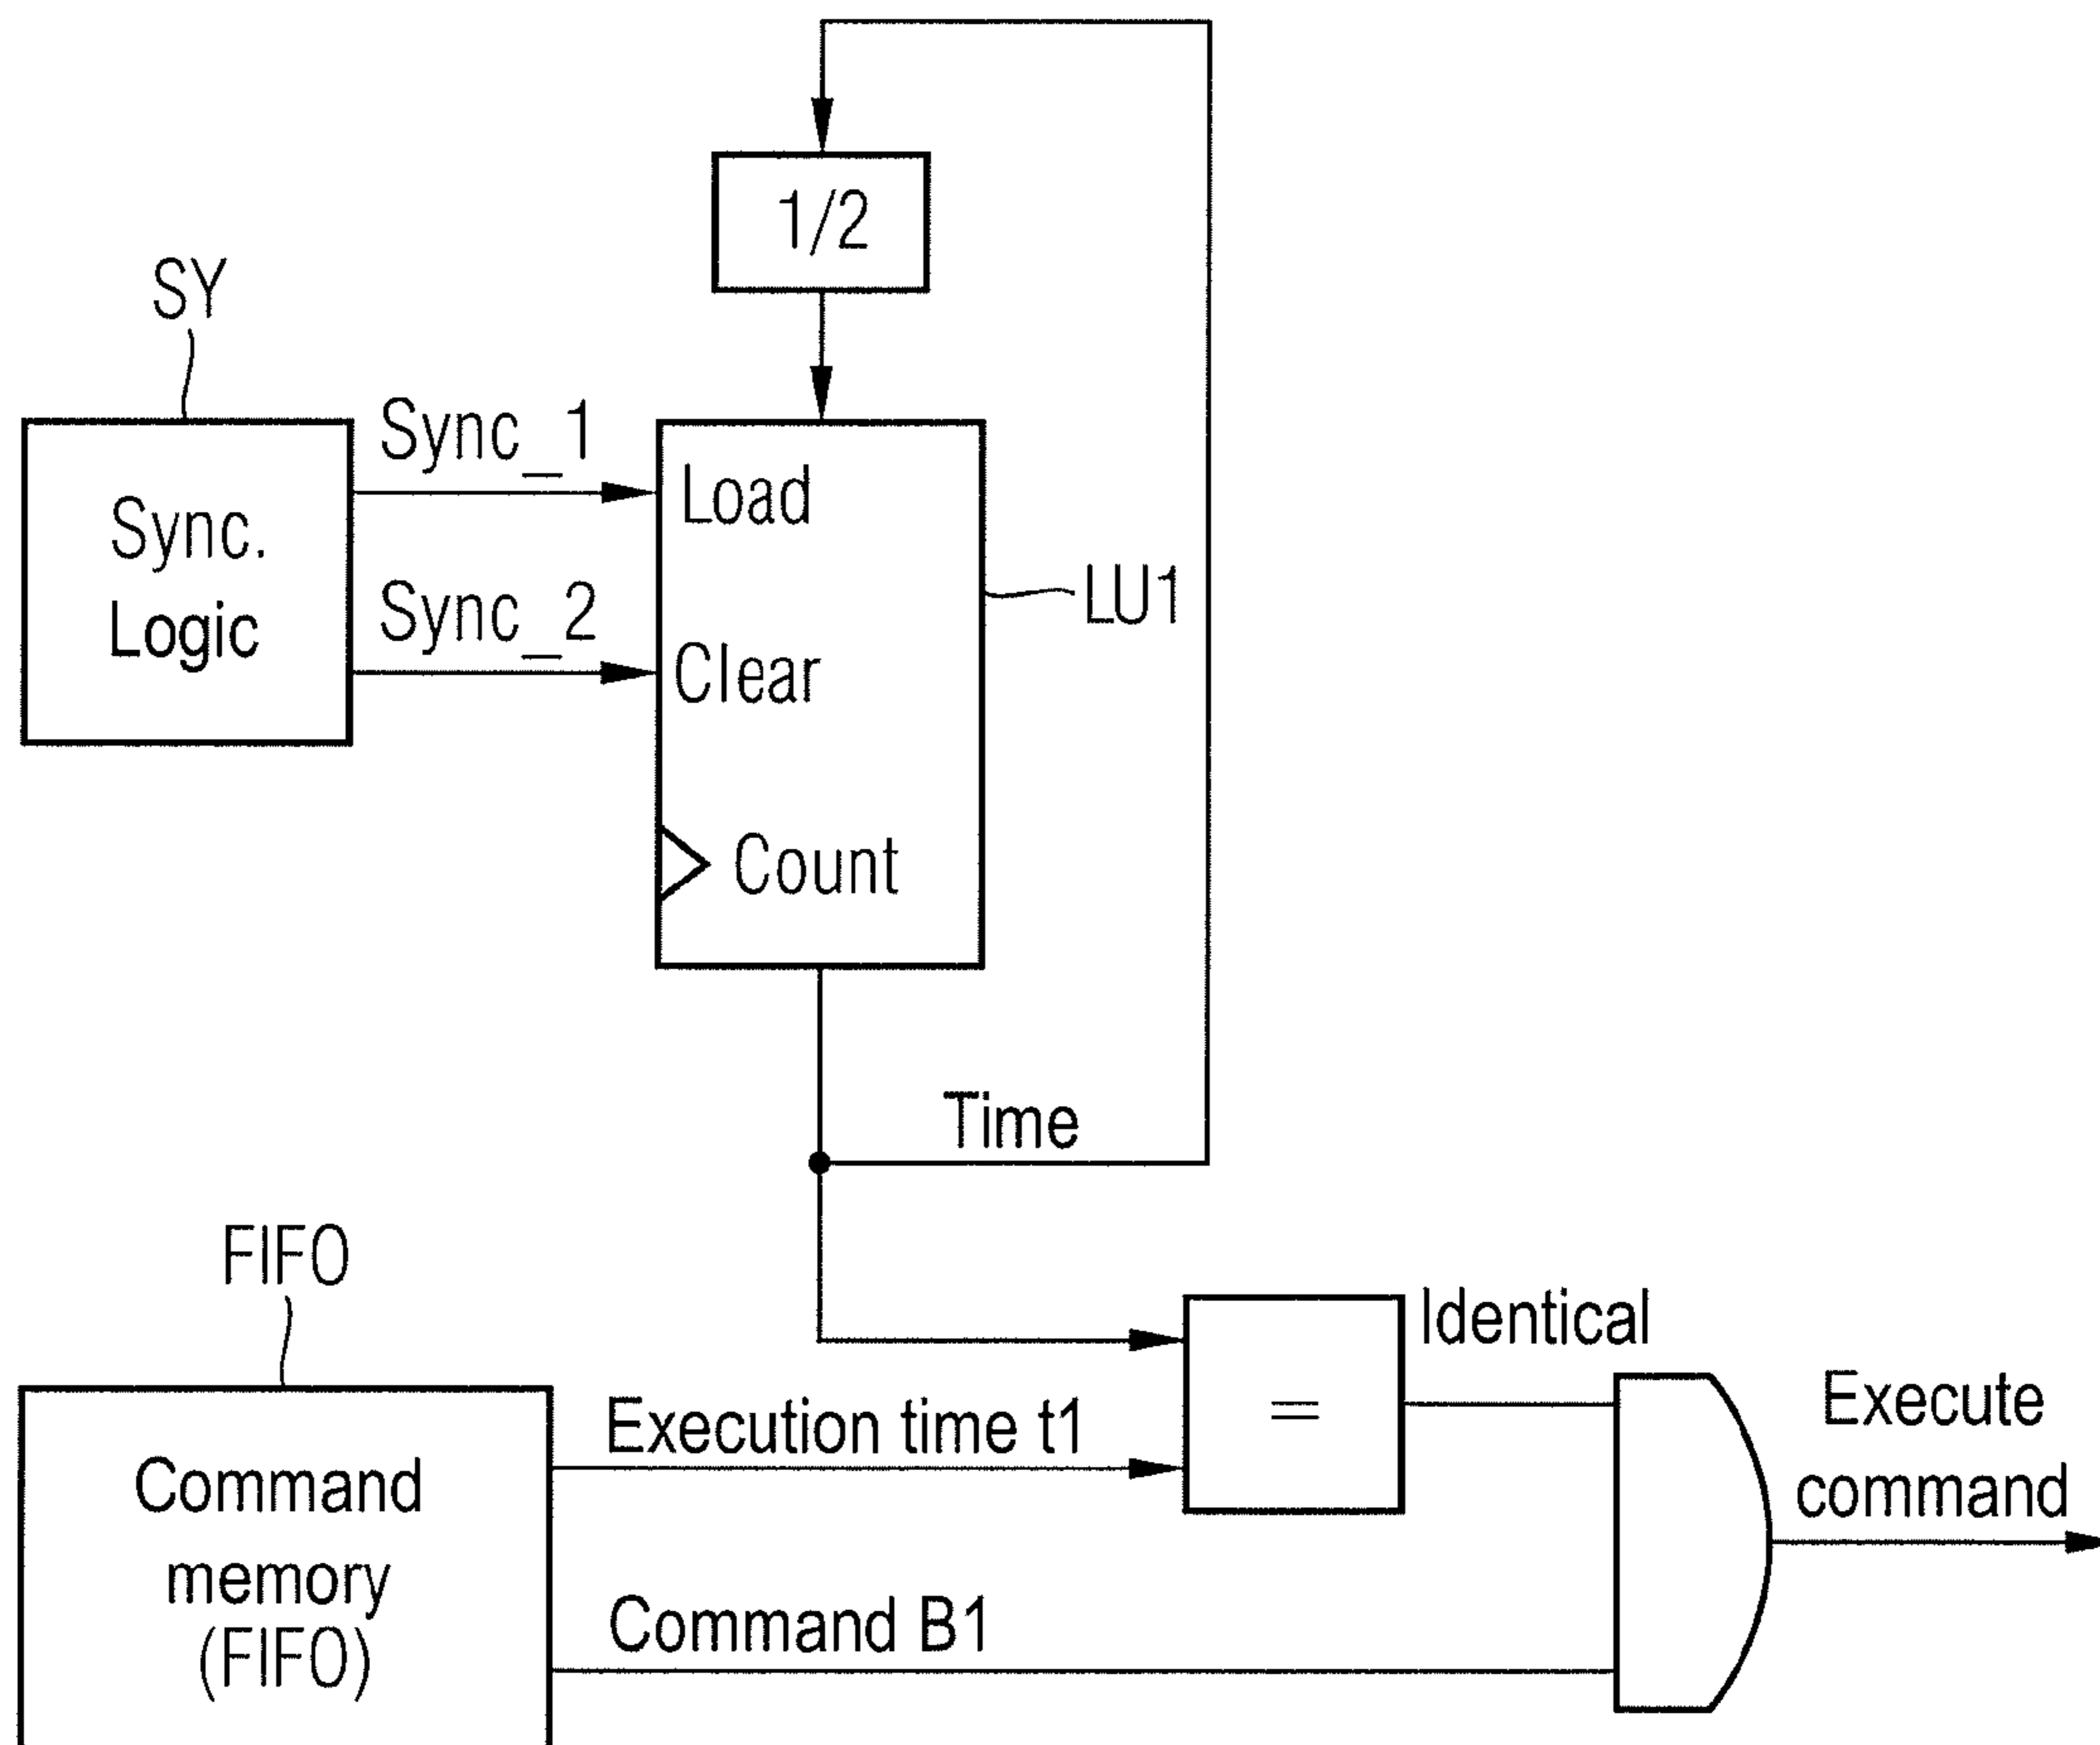 1/2
SY
Sync_1
Load
Sync.
Logic
LU1
Sync_2
Clear
Count
Time
FIFO
Identical
=
Execute
command
Execution time t1
Command
memory
(FIFO)
Command B1